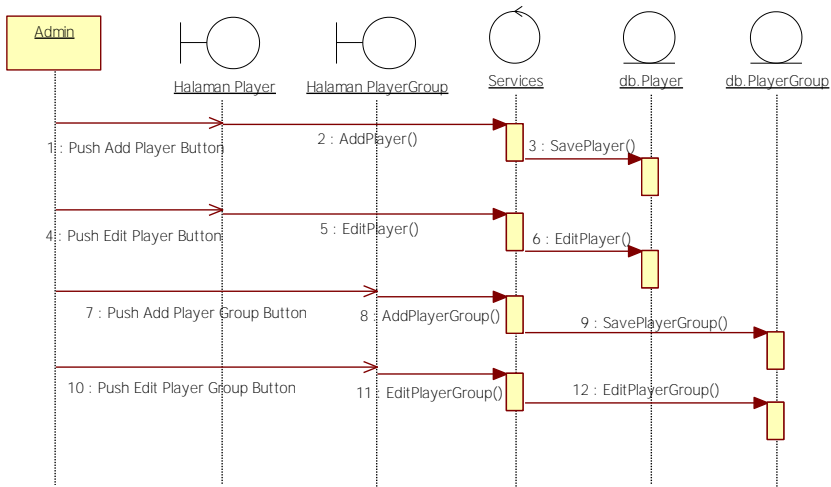 Admin
Halaman Player
Halaman PlayerGroup
Services
db.Player
db.PlayerGroup
1 : Push Add Player Button
2 : AddPlayer()
3 : SavePlayer()
4 : Push Edit Player Button
5 : EditPlayer()
6 : EditPlayer()
7 : Push Add Player Group Button
8 : AddPlayerGroup()
9 : SavePlayerGroup()
10 : Push Edit Player Group Button
11 : EditPlayerGroup()
12 : EditPlayerGroup()